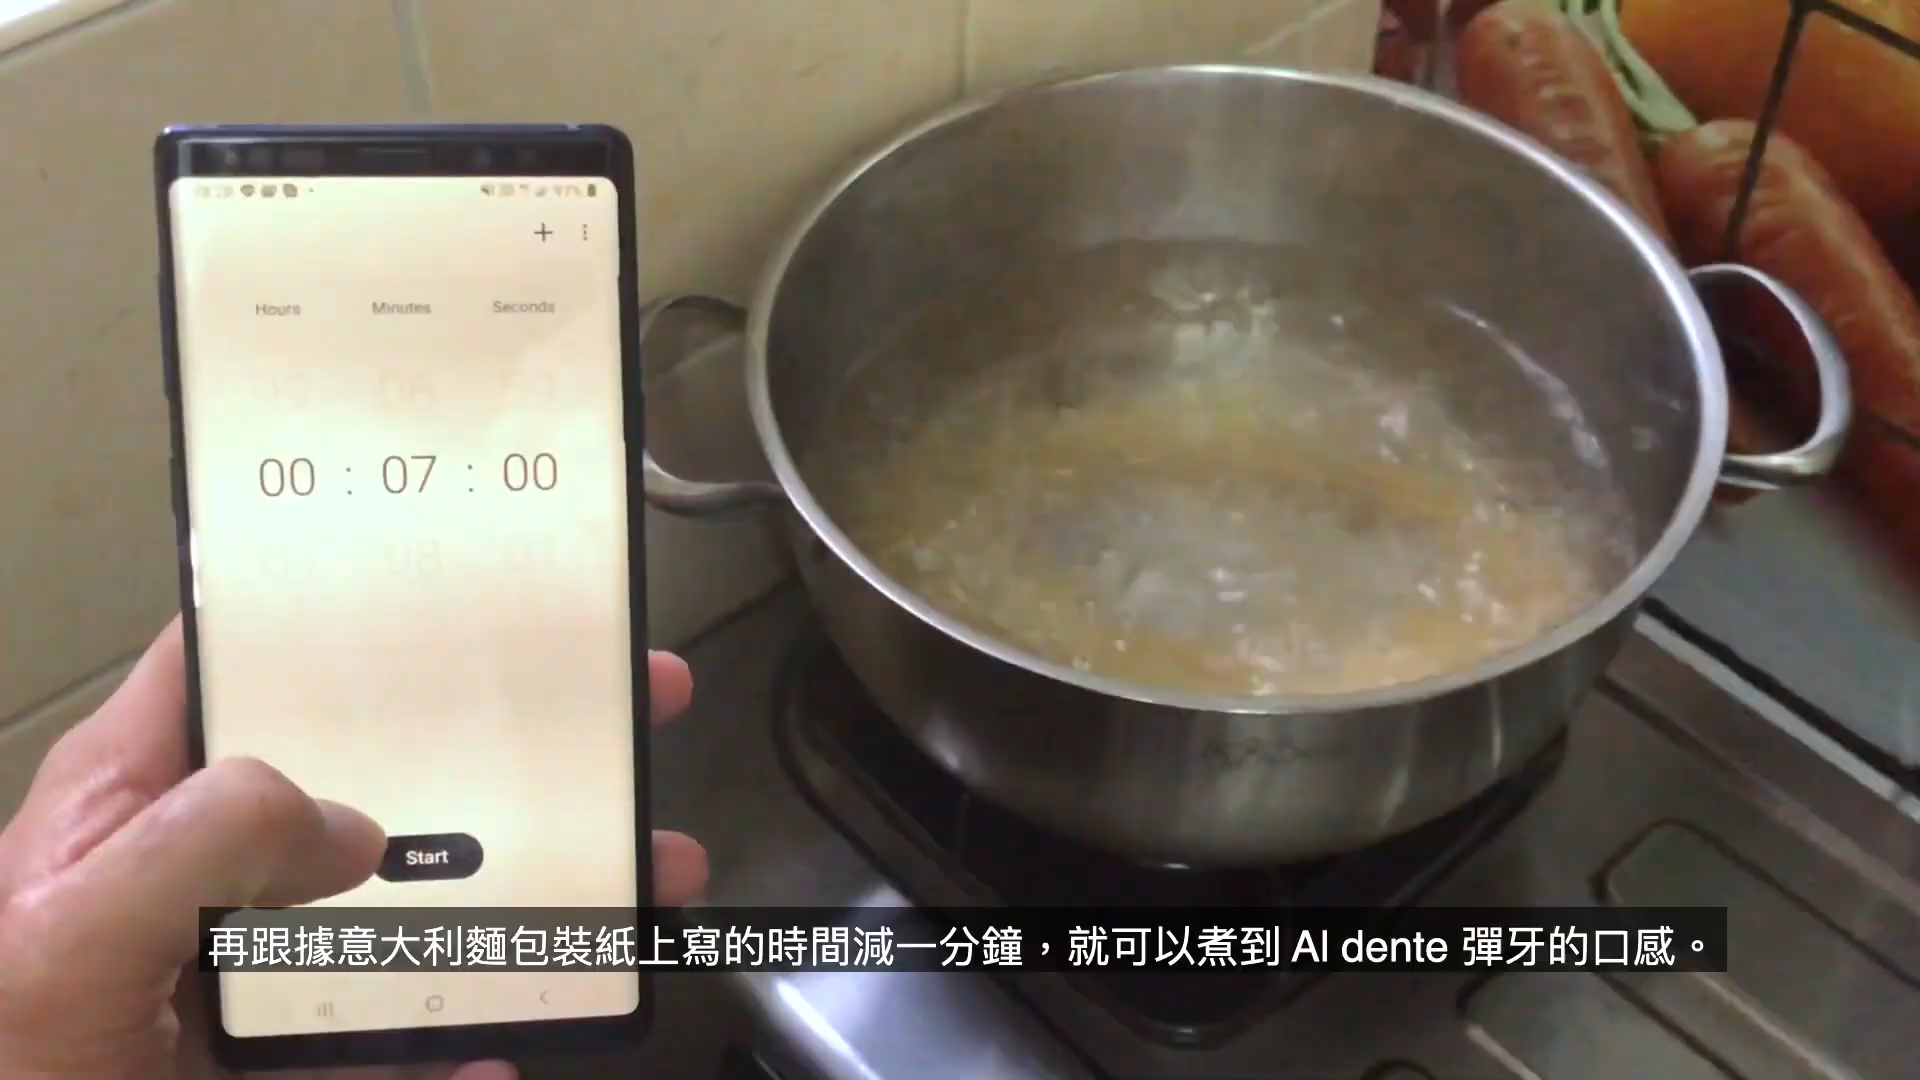 Hours Minutes Seconds
00 : 07 : 00
Start
再跟據意大利麵包裝紙上寫的時間減一分鐘，就可以煮到 Al dente 彈牙的口感。